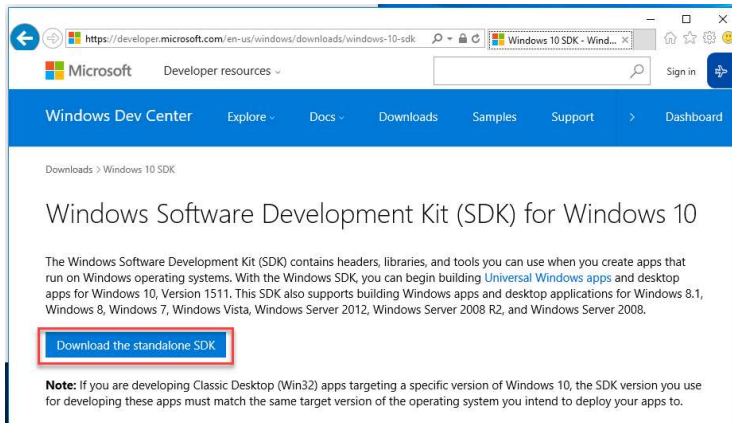 https://developer.microsoft.com/en-us/windows/downloads/windows-10-sdk
Windows 10 SDK - Wind...
Microsoft
Developer resources
Sign in
Windows Dev Center
Explore
Docs
Downloads
Samples
Support
Dashboard
Downloads > Windows 10 SDK
Windows Software Development Kit (SDK) for Windows 10
The Windows Software Development Kit (SDK) contains headers, libraries, and tools you can use when you create apps that
run on Windows operating systems. With the Windows SDK, you can begin building Universal Windows apps and desktop
apps for Windows 10, Version 1511. This SDK also supports building Windows apps and desktop applications for Windows 8.1,
Windows 8, Windows 7, Windows Vista, Windows Server 2012, Windows Server 2008 R2, and Windows Server 2008.
Download the standalone SDK
Note: If you are developing Classic Desktop (Win32) apps targeting a specific version of Windows 10, the SDK version you use
for developing these apps must match the same target version of the operating system you intend to deploy your apps to.